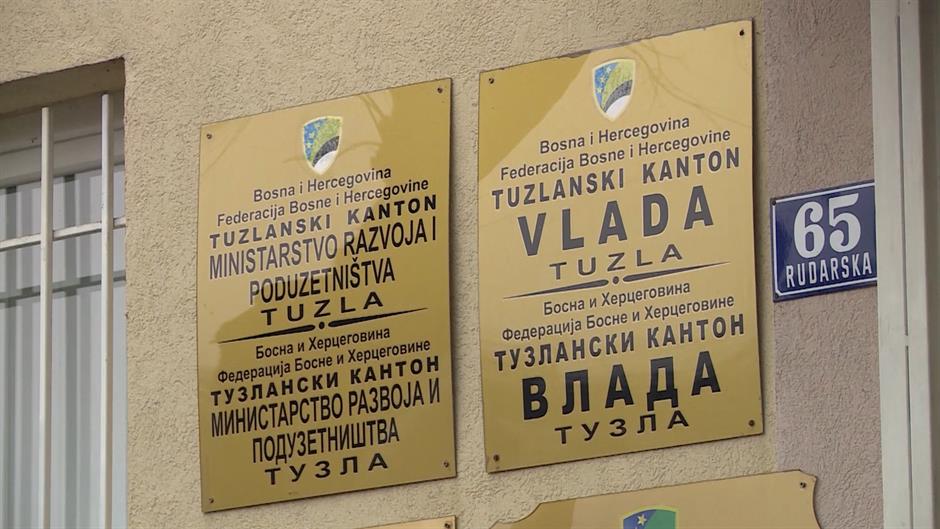 Bosna i Hercegovina
Federacija Bosne i Hercegovine
TUZLANSKI KANTON
MINISTARSTVO RAZVOJA I
PODUZETNIŠTVA
TUZLA
Босна и Херцеговина
Федерација Босне и Херцеговине
ТУЗЛАНСКИ КАНТОН
МИНИСТАРСТВО РАЗВОЈА И
ПОДУЗЕТНИШТВА
ТУЗЛА
Bosna i Hercegovina
Federacija Bosne i Hercegovine
TUZLANSKI KANTON
VLADA
TUZLA
Босна и Херцеговина
Федерација Босне и Херцеговине
ТУЗЛАНСКИ КАНТОН
ВЛАДА
ТУЗЛА
65
RUDARSKA